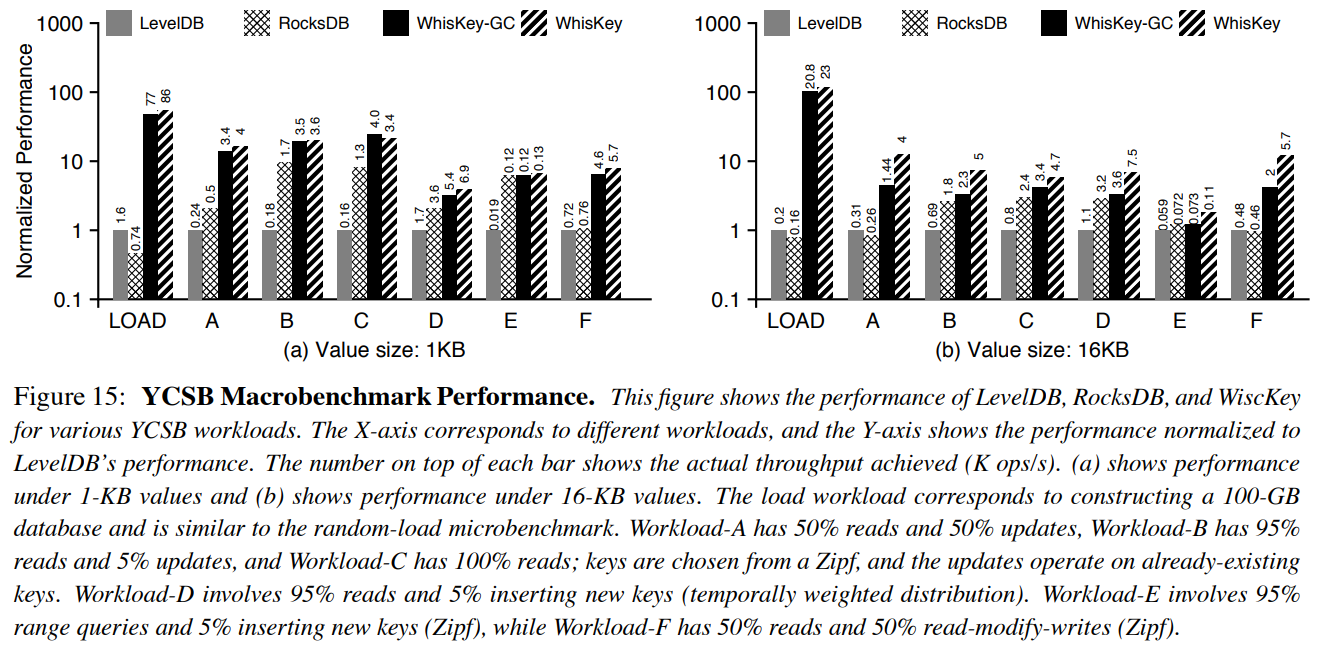 1000
100
10
1
0.1
Normalized Performance
LevelDB RocksDB WhisKey-GC WhisKey
1.6 0.74 77 86
0.24 0.5 3.4 4
0.18 1.7 3.5 3.6
0.16 1.3 4.0 3.4
1.7 3.6 5.4 6.9
0.019 0.12 0.12 0.13
0.72 0.76 4.6 5.7
LOAD A B C D E F
(a) Value size: 1KB
1000
100
10
1
0.1
LevelDB RocksDB WhisKey-GC WhisKey
0.2 0.16 20.8 23
0.31 0.26 1.44 4
0.69 1.8 2.3 5
0.8 2.4 3.4 4.7
1.1 3.2 3.6 7.5
0.059 0.072 0.073 0.11
0.48 0.46 2 5.7
LOAD A B C D E F
(b) Value size: 16KB
Figure 15: YCSB Macrobenchmark Performance. This figure shows the performance of LevelDB, RocksDB, and WiscKey
for various YCSB workloads. The X-axis corresponds to different workloads, and the Y-axis shows the performance normalized to
LevelDB's performance. The number on top of each bar shows the actual throughput achieved (K ops/s). (a) shows performance
under 1-KB values and (b) shows performance under 16-KB values. The load workload corresponds to constructing a 100-GB
database and is similar to the random-load microbenchmark. Workload-A has 50% reads and 50% updates, Workload-B has 95%
reads and 5% updates, and Workload-C has 100% reads; keys are chosen from a Zipf, and the updates operate on already-existing
keys. Workload-D involves 95% reads and 5% inserting new keys (temporally weighted distribution). Workload-E involves 95%
range queries and 5% inserting new keys (Zipf), while Workload-F has 50% reads and 50% read-modify-writes (Zipf).